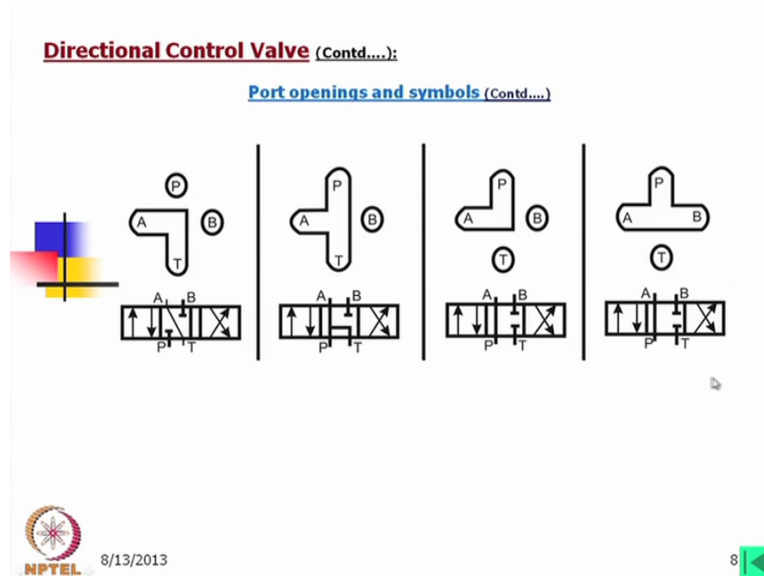 Directional Control Valve (Contd....):
Port openings and symbols (Contd....)
P
A
B
T
A B
P T
P
A
B
T
A B
P T
P
A
B
T
A B
P T
P
A B
T
A B
P T
NPTEL
8/13/2013
8